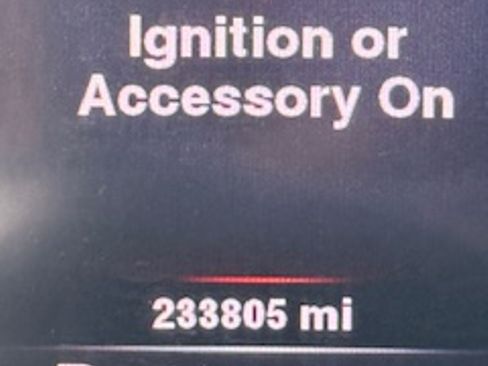 Ignition or
Accessory On
233805 mi